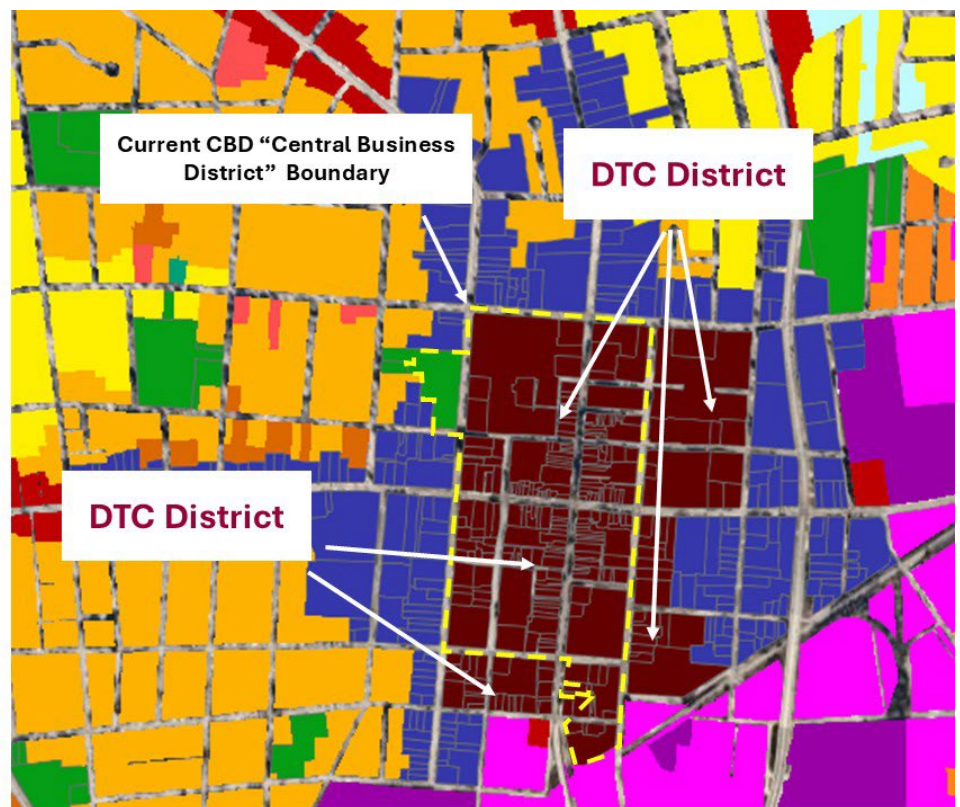 Current CBD “Central Business
District” Boundary
DTC District
DTC District